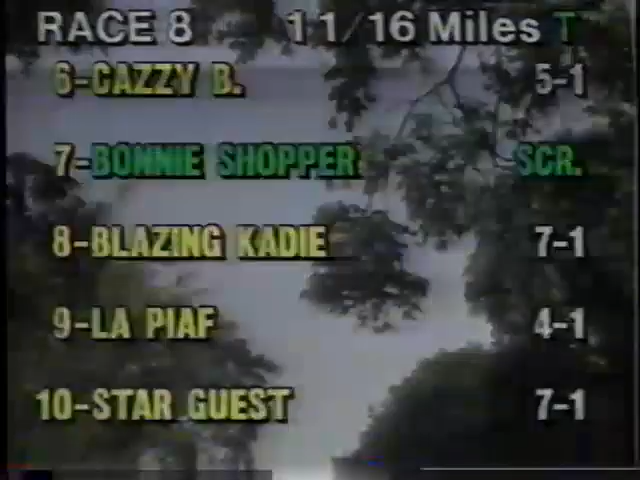 RACE 8 1 1/16 Miles T
6-GAZZY B. 5-1
7-BONNIE SHOPPER SCR.
8-BLAZING KADIE 7-1
9-LA PIAF 4-1
10-STAR GUEST 7-1